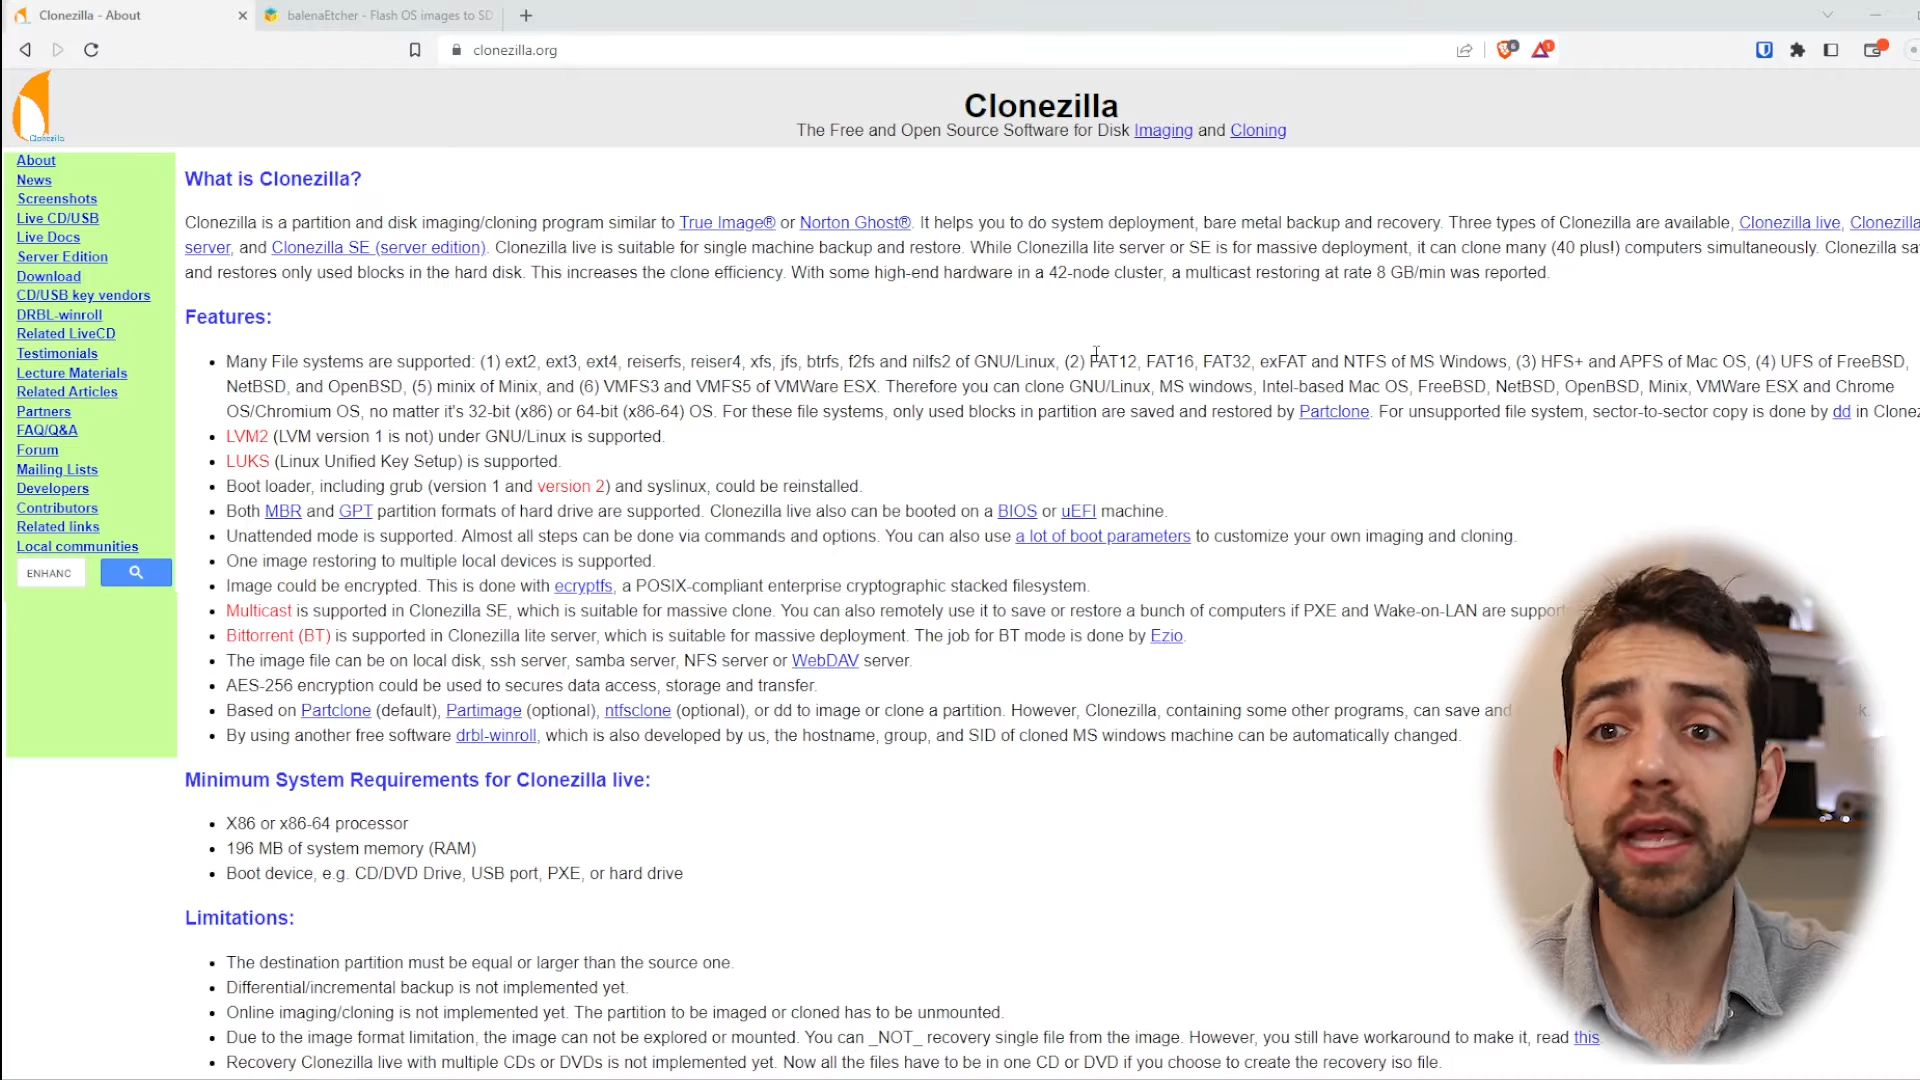 Clonezilla - About
balenaEtcher - Flash OS images to SD
clonezilla.org
6
1
Clonezilla
Clonezilla
The Free and Open Source Software for Disk Imaging and Cloning
About
News
Screenshots
Live CD/USB
Live Docs
Server Edition
Download
CD/USB key vendors
DRBL-winroll
Related LiveCD
Testimonials
Lecture Materials
Related Articles
Partners
FAQ/Q&A
Forum
Mailing Lists
Developers
Contributors
Related links
Local communities
ENHANC
What is Clonezilla?
Clonezilla is a partition and disk imaging/cloning program similar to True Image® or Norton Ghost®. It helps you to do system deployment, bare metal backup and recovery. Three types of Clonezilla are available, Clonezilla live, Clonezilla
server, and Clonezilla SE (server edition). Clonezilla live is suitable for single machine backup and restore. While Clonezilla lite server or SE is for massive deployment, it can clone many (40 plus!) computers simultaneously. Clonezilla sa
and restores only used blocks in the hard disk. This increases the clone efficiency. With some high-end hardware in a 42-node cluster, a multicast restoring at rate 8 GB/min was reported.
Features:
• Many File systems are supported: (1) ext2, ext3, ext4, reiserfs, reiser4, xfs, jfs, btrfs, f2fs and nilfs2 of GNU/Linux, (2) FAT12, FAT16, FAT32, exFAT and NTFS of MS Windows, (3) HFS+ and APFS of Mac OS, (4) UFS of FreeBSD,
NetBSD, and OpenBSD, (5) minix of Minix, and (6) VMFS3 and VMFS5 of VMWare ESX. Therefore you can clone GNU/Linux, MS windows, Intel-based Mac OS, FreeBSD, NetBSD, OpenBSD, Minix, VMWare ESX and Chrome
OS/Chromium OS, no matter it's 32-bit (x86) or 64-bit (x86-64) OS. For these file systems, only used blocks in partition are saved and restored by Partclone. For unsupported file system, sector-to-sector copy is done by dd in Clonez
• LVM2 (LVM version 1 is not) under GNU/Linux is supported.
• LUKS (Linux Unified Key Setup) is supported.
• Boot loader, including grub (version 1 and version 2) and syslinux, could be reinstalled.
• Both MBR and GPT partition formats of hard drive are supported. Clonezilla live also can be booted on a BIOS or uEFI machine.
• Unattended mode is supported. Almost all steps can be done via commands and options. You can also use a lot of boot parameters to customize your own imaging and cloning.
• One image restoring to multiple local devices is supported.
• Image could be encrypted. This is done with ecryptfs, a POSIX-compliant enterprise cryptographic stacked filesystem.
• Multicast is supported in Clonezilla SE, which is suitable for massive clone. You can also remotely use it to save or restore a bunch of computers if PXE and Wake-on-LAN are support
• Bittorrent (BT) is supported in Clonezilla lite server, which is suitable for massive deployment. The job for BT mode is done by Ezio.
• The image file can be on local disk, ssh server, samba server, NFS server or WebDAV server.
• AES-256 encryption could be used to secures data access, storage and transfer.
• Based on Partclone (default), Partimage (optional), ntfsclone (optional), or dd to image or clone a partition. However, Clonezilla, containing some other programs, can save and k.
• By using another free software drbl-winroll, which is also developed by us, the hostname, group, and SID of cloned MS windows machine can be automatically changed.
Minimum System Requirements for Clonezilla live:
• X86 or x86-64 processor
• 196 MB of system memory (RAM)
• Boot device, e.g. CD/DVD Drive, USB port, PXE, or hard drive
Limitations:
• The destination partition must be equal or larger than the source one.
• Differential/incremental backup is not implemented yet.
• Online imaging/cloning is not implemented yet. The partition to be imaged or cloned has to be unmounted.
• Due to the image format limitation, the image can not be explored or mounted. You can _NOT_ recovery single file from the image. However, you still have workaround to make it, read this
• Recovery Clonezilla live with multiple CDs or DVDs is not implemented yet. Now all the files have to be in one CD or DVD if you choose to create the recovery iso file.